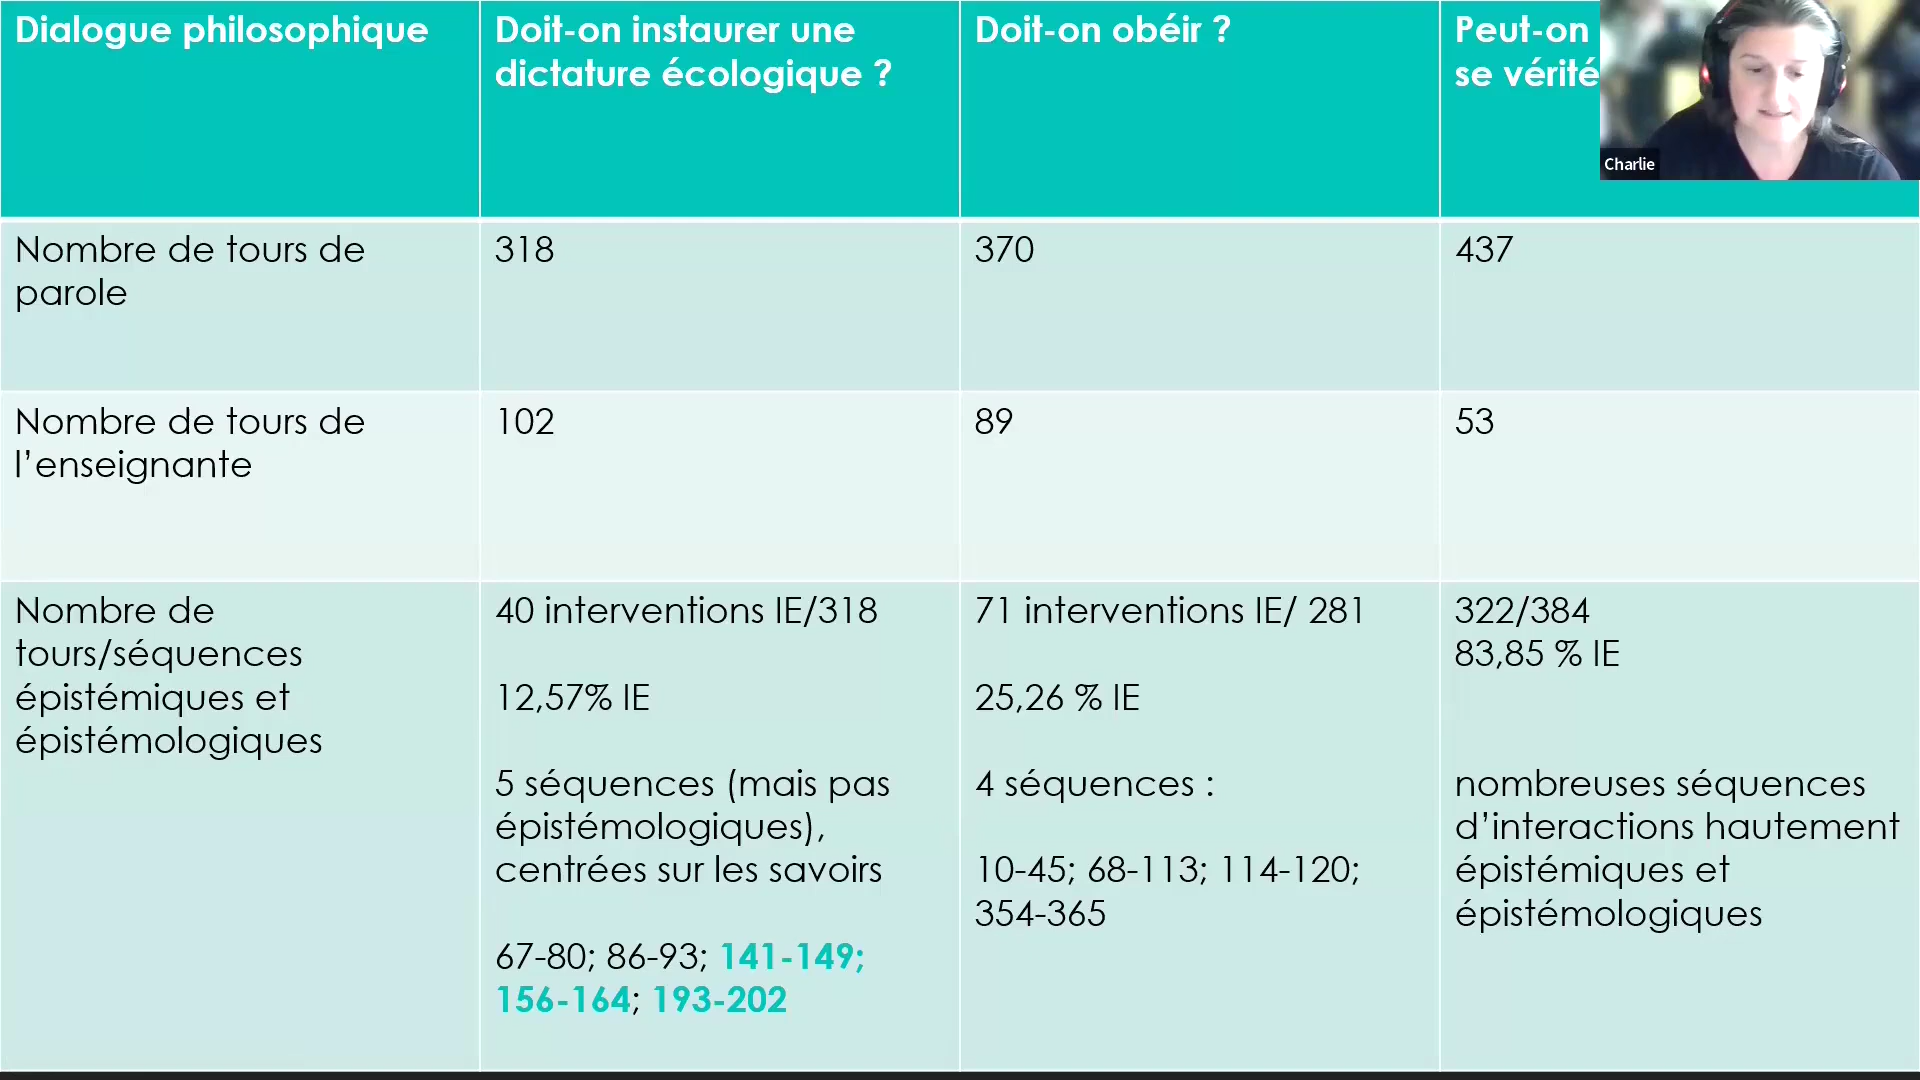 Dialogue philosophique
Doit-on instaurer une
dictature écologique ?
Doit-on obéir ?
Peut-on
se vérité
Charlie
Nombre de tours de
parole
318
370
437
Nombre de tours de
l’enseignante
102
89
53
Nombre de
tours/séquences
épistémiques et
épistémologiques
40 interventions IE/318
12,57% IE
5 séquences (mais pas
épistémologiques),
centrées sur les savoirs
67-80; 86-93; 141-149;
156-164; 193-202
71 interventions IE/ 281
25,26 % IE
4 séquences :
10-45; 68-113; 114-120;
354-365
322/384
83,85 % IE
nombreuses séquences
d’interactions hautement
épistémiques et
épistémologiques